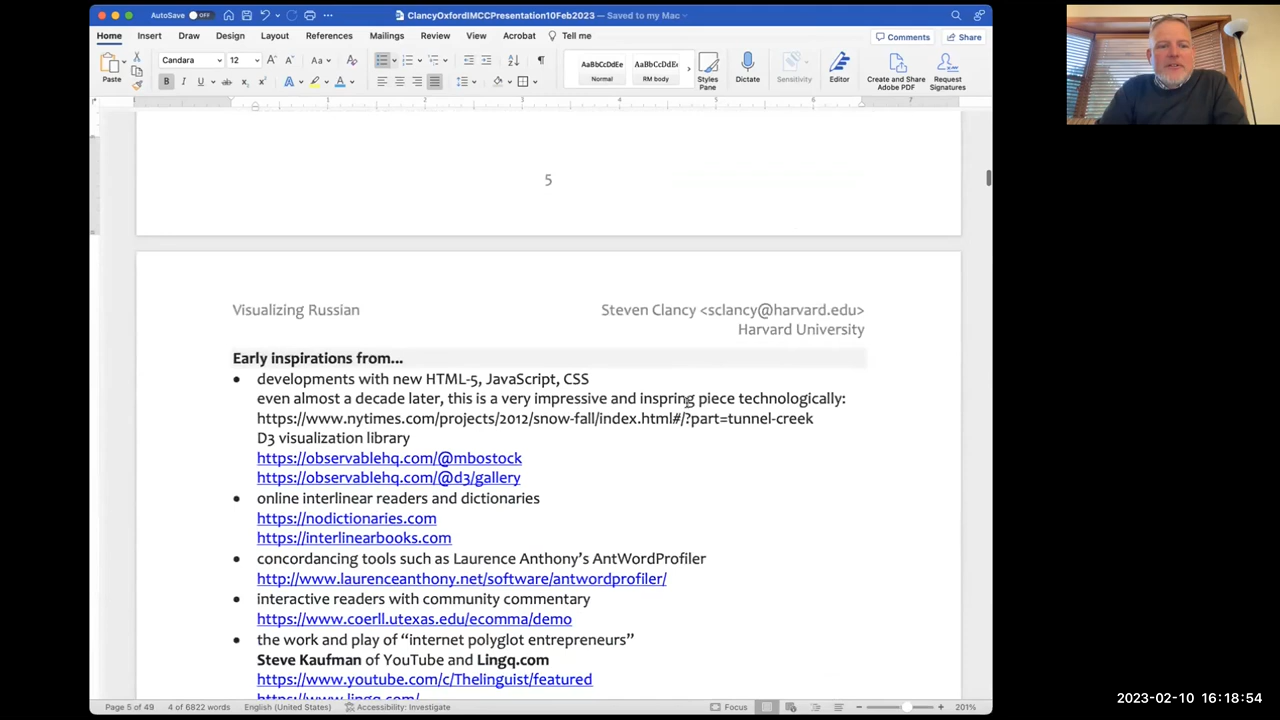 AutoSave OFF
ClancyOxfordIMCCPresentation10Feb2023 — Saved to my Mac
Home Insert Draw Design Layout References Mailings Review View Acrobat Tell me
Comments Share
Paste
Candara 12
AaBbCcDdEe
Normal
AaBbCcDdEe
RM body
Styles Pane
Dictate
Sensitivity
Editor
Create and Share Adobe PDF
Request Signatures
5
Visualizing Russian
Steven Clancy <sclancy@harvard.edu>
Harvard University
Early inspirations from...
• developments with new HTML-5, JavaScript, CSS
even almost a decade later, this is a very impressive and inspring piece technologically:
https://www.nytimes.com/projects/2012/snow-fall/index.html#/?part=tunnel-creek
D3 visualization library
https://observablehq.com/@mbostock
https://observablehq.com/@d3/gallery
• online interlinear readers and dictionaries
https://nodictionaries.com
https://interlinearbooks.com
• concordancing tools such as Laurence Anthony’s AntWordProfiler
http://www.laurenceanthony.net/software/antwordprofiler/
• interactive readers with community commentary
https://www.coerll.utexas.edu/ecomma/demo
• the work and play of “internet polyglot entrepreneurs”
Steve Kaufman of YouTube and Lingq.com
https://www.youtube.com/c/Thelinguist/featured
https://www.lingq.com/
Page 5 of 49 4 of 6822 words English (United States) Accessibility: Investigate
Focus
201%
2023-02-10 16:18:54